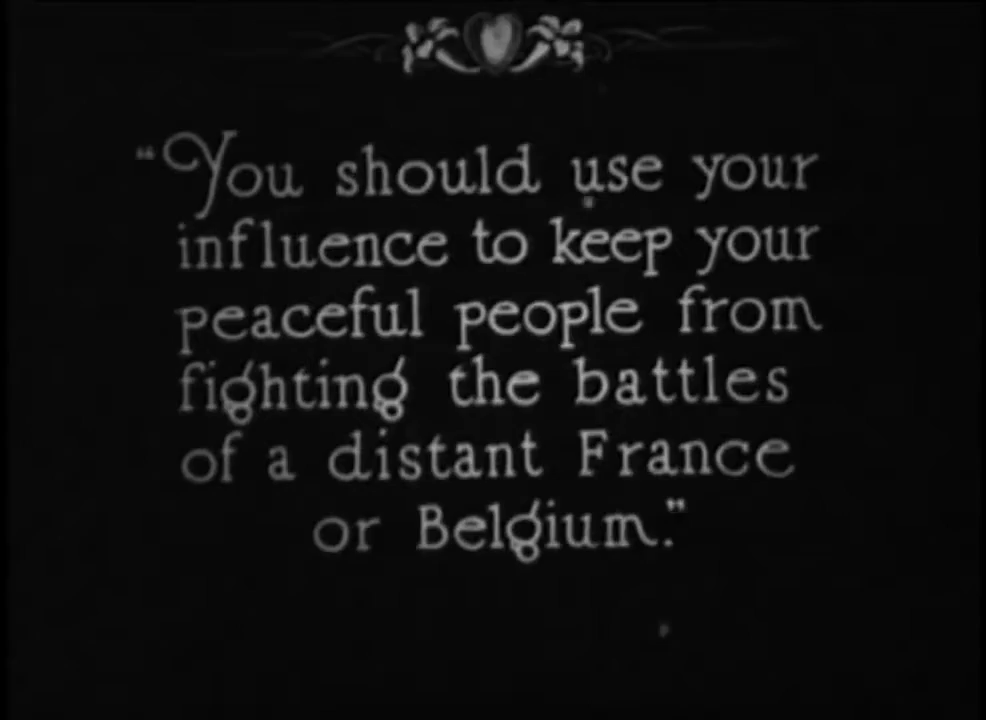 “You should use your
influence to keep your
peaceful people from
fighting the battles
of a distant France
or Belgium.”